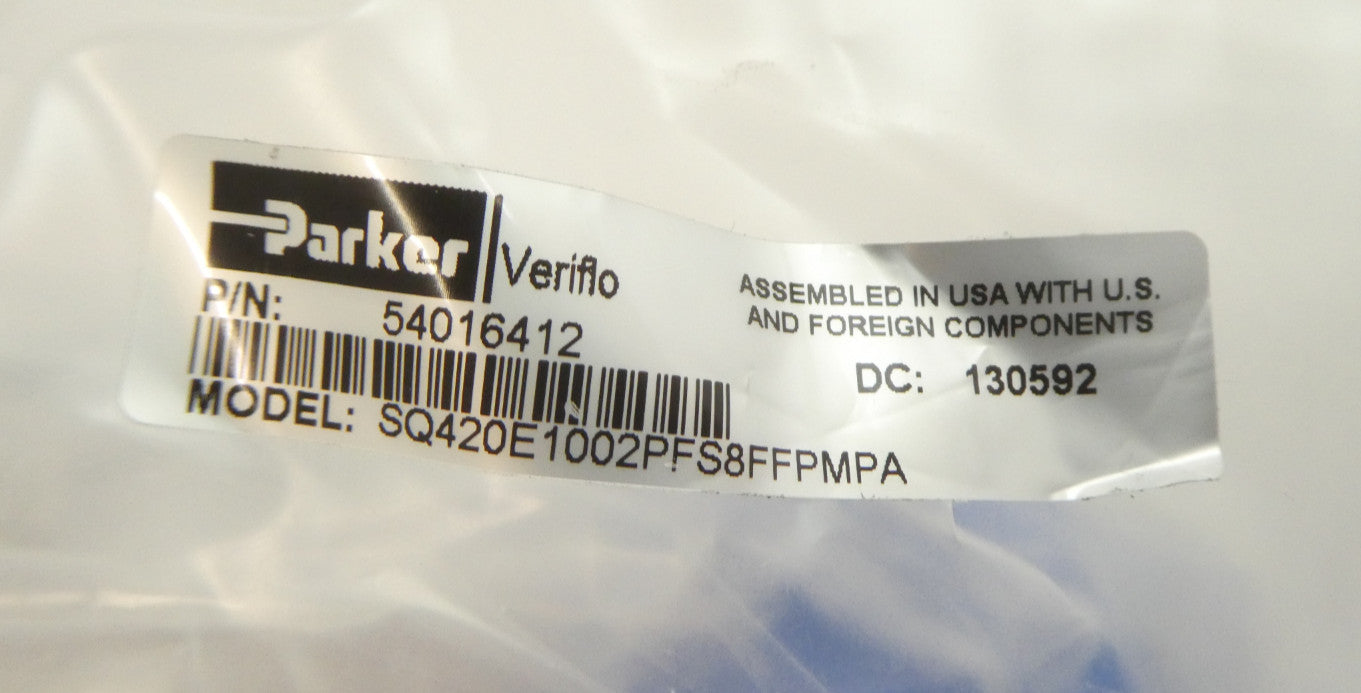 Parker
Veriflo
P/N: 54016412
MODEL: SQ420E1002PFS8FFPMPA
ASSEMBLED IN USA WITH U.S.
AND FOREIGN COMPONENTS
DC: 130592